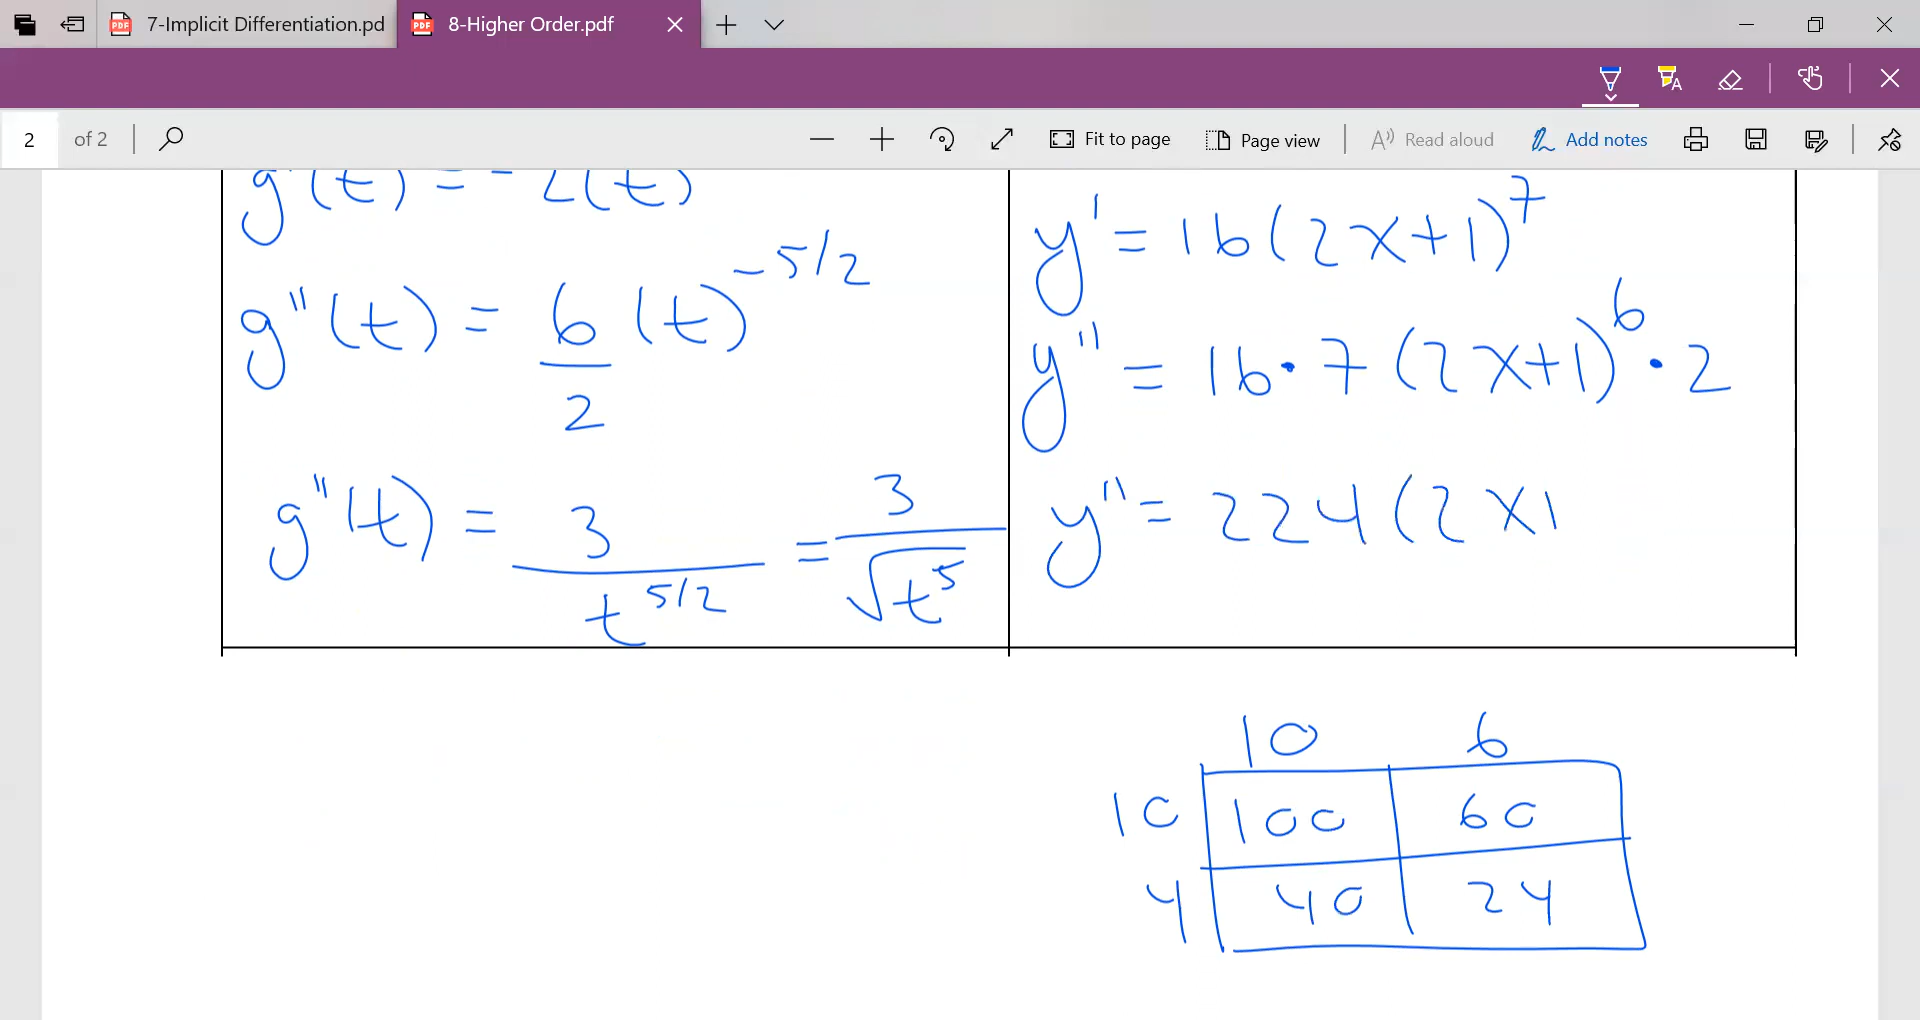 7-Implicit Differentiation.pd
8-Higher Order.pdf
2 of 2
Fit to page
Page view
Read aloud
Add notes
g'(t) = -2(t)
g''(t) = 6/2 (t)^(-5/2)
g''(t) = 3/t^(5/2) = 3/√t^5
y' = 16(2x+1)^7
y'' = 16·7(2x+1)^6·2
y'' = 224(2x
10 6
10 100 60
4 40 24